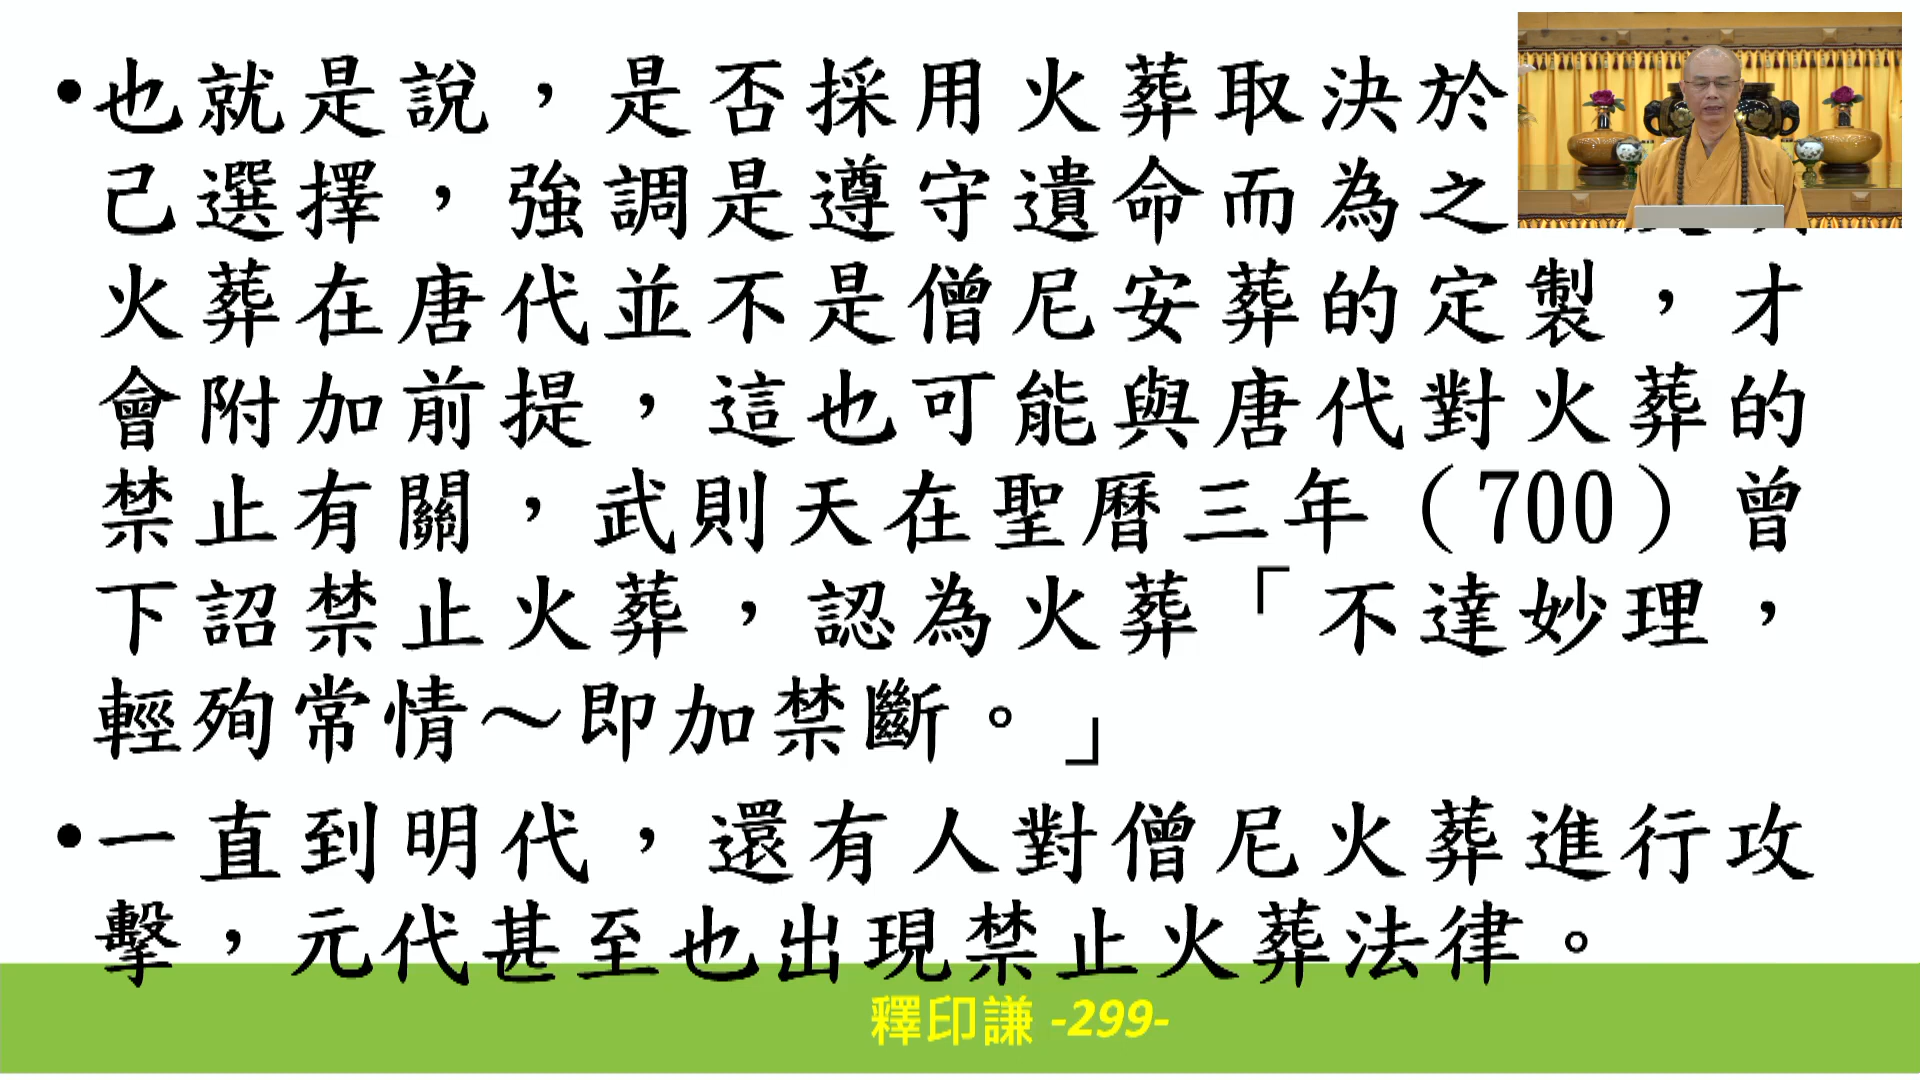 •也就是說，是否採用火葬取決於
己選擇，強調是遵守遺命而為之
火葬在唐代並不是僧尼安葬的定製，才
會附加前提，這也可能與唐代對火葬的
禁止有關，武則天在聖曆三年（700）曾
下詔禁止火葬，認為火葬「不達妙理，
輕殉常情～即加禁斷。」
•一直到明代，還有人對僧尼火葬進行攻
擊，元代甚至也出現禁止火葬法律。
釋印謙 -299-